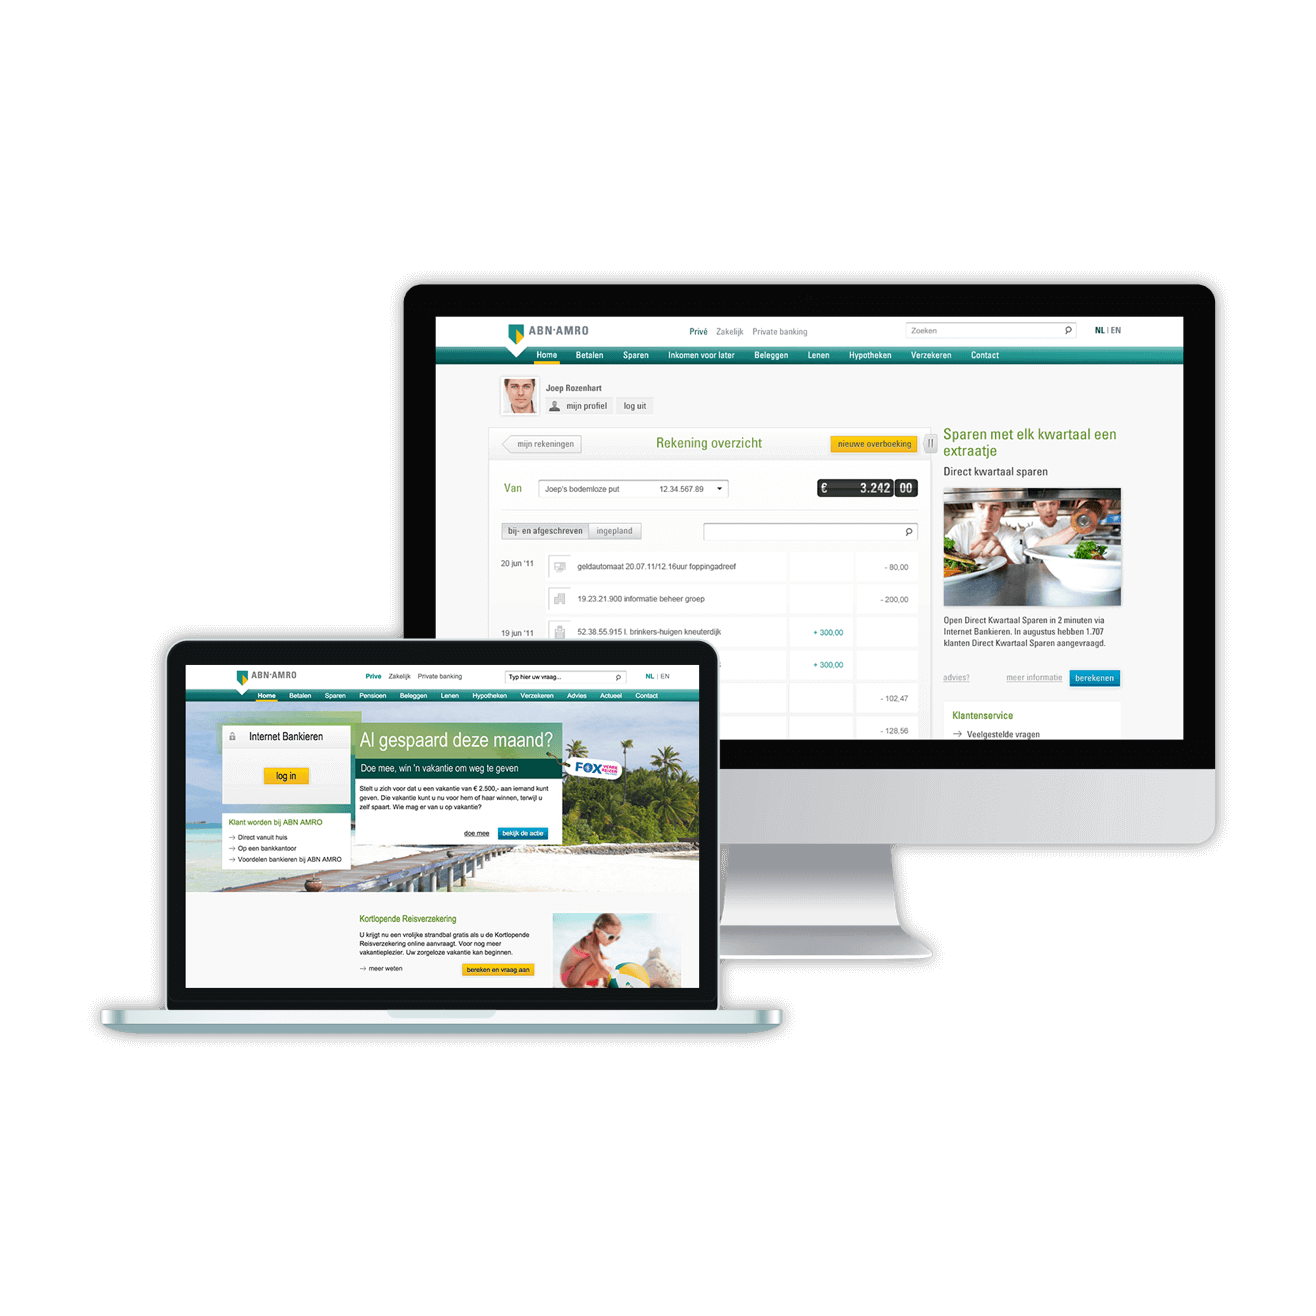 ABN·AMRO
Privé Zakelijk Private banking
Zoeken
NL | EN
Home Betalen Sparen Inkomen voor later Beleggen Lenen Hypotheken Verzekeren Contact
Joep Rozenhart
mijn profiel log uit
mijn rekeningen
Rekening overzicht
nieuwe overboeking
Van
Joep's bodemloze put 12.34.567.89
€ 3.242 00
bij- en afgeschreven ingepland
20 jun '11 geldautomaat 20.07.11/12.16uur foppingadreef - 80,00
19.23.21.900 informatie beheer groep - 200,00
19 jun '11 52.38.55.915 l. brinkers-huigen kneuterdijk + 300,00
+ 300,00
- 102,47
- 128,56
Sparen met elk kwartaal een
extraatje
Direct kwartaal sparen
Open Direct Kwartaal Sparen in 2 minuten via
Internet Bankieren. In augustus hebben 1.707
klanten Direct Kwartaal Sparen aangevraagd.
advies? meer informatie berekenen
Klantenservice
Veelgestelde vragen
ABN·AMRO
Prive Zakelijk Private banking
Typ hier uw vraag...
NL | EN
Home Betalen Sparen Pensioen Beleggen Lenen Hypotheken Verzekeren Advies Actueel Contact
Internet Bankieren
log in
Klant worden bij ABN AMRO
Direct vanuit huis
Op een bankkantoor
Voordelen bankieren bij ABN AMRO
Al gespaard deze maand?
Doe mee, win 'n vakantie om weg te geven
Stelt u zich voor dat u een vakantie van € 2.500,- aan iemand kunt
geven. Die vakantie kunt u nu voor hem of haar winnen, terwijl u
zelf spaart. Wie mag er van u op vakantie?
doe mee bekijk de actie
FOX VERRE REIZEN
Kortlopende Reisverzekering
U krijgt nu een vrolijke strandbal gratis als u de Kortlopende
Reisverzekering online aanvraagt. Voor nog meer
vakantieplezier. Uw zorgeloze vakantie kan beginnen.
meer weten
bereken en vraag aan